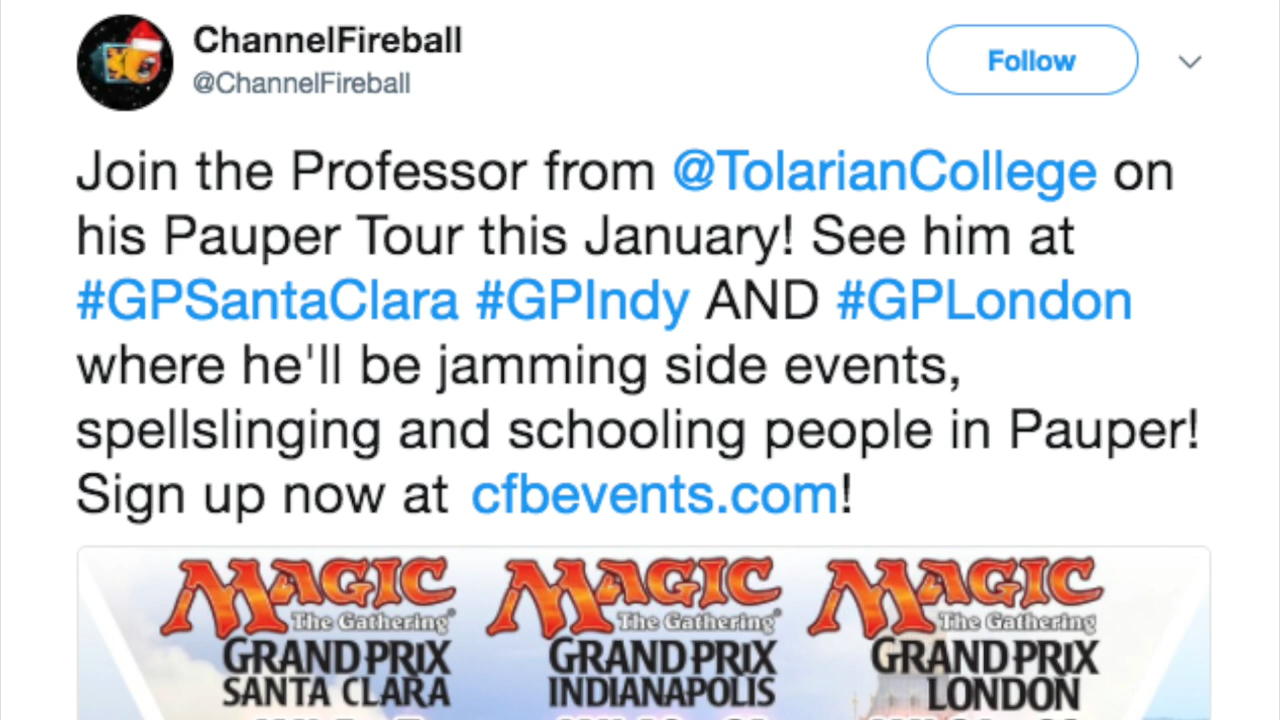 ChannelFireball
@ChannelFireball
Follow
Join the Professor from @TolarianCollege on
his Pauper Tour this January! See him at
#GPSantaClara #GPIndy AND #GPLondon
where he'll be jamming side events,
spellslinging and schooling people in Pauper!
Sign up now at cfbevents.com!
MAGIC MAGIC MAGIC
The Gathering® The Gathering® The Gathering
GRAND PRIX GRAND PRIX GRAND PRIX
SANTA CLARA INDIANAPOLIS LONDON